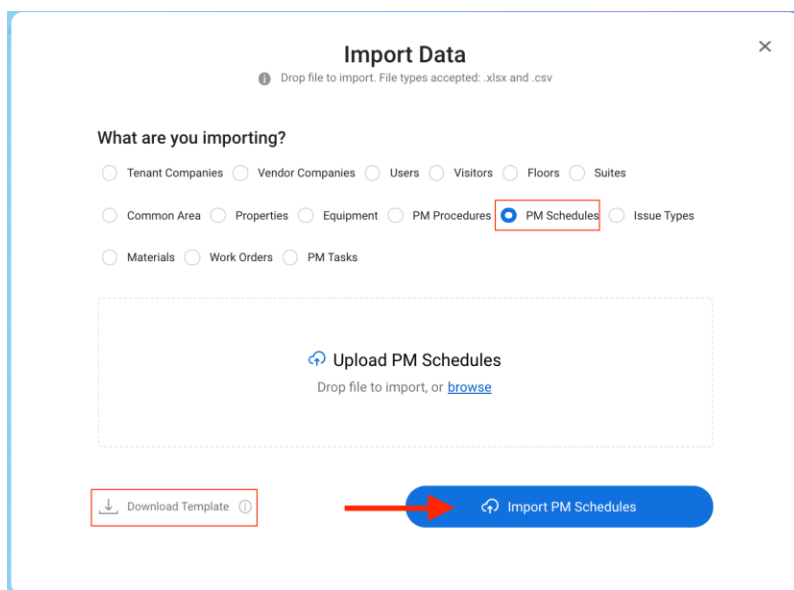 Import Data
Drop file to import. File types accepted: .xlsx and .csv
What are you importing?
Tenant Companies Vendor Companies Users Visitors Floors Suites
Common Area Properties Equipment PM Procedures PM Schedules Issue Types
Materials Work Orders PM Tasks
Upload PM Schedules
Drop file to import, or browse
Download Template
Import PM Schedules